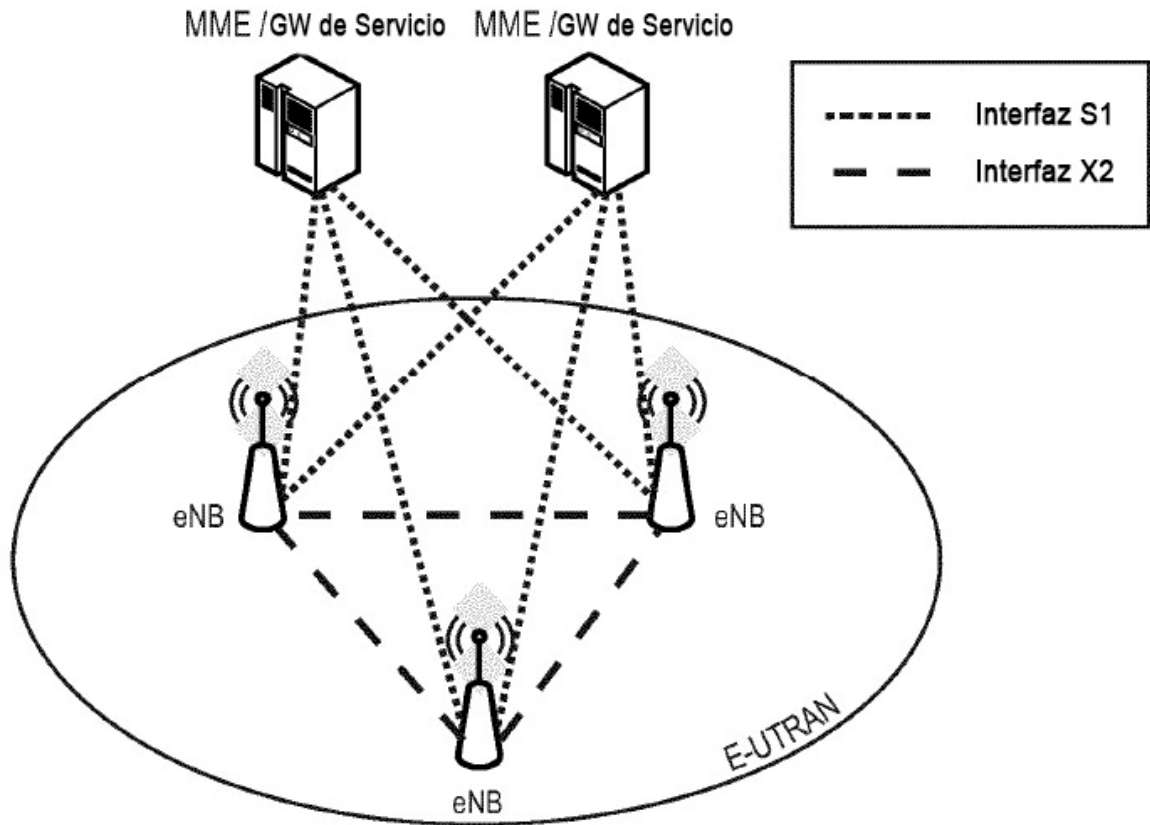 MME /GW de Servicio
MME /GW de Servicio
Interfaz S1
Interfaz X2
eNB
eNB
E-UTRAN
eNB